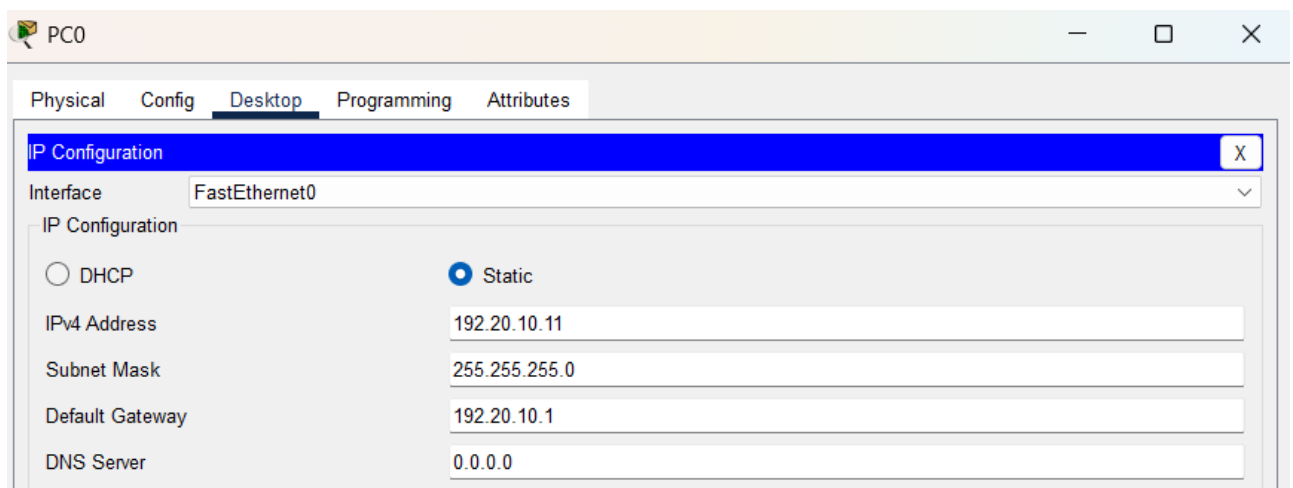 PC0
Physical Config Desktop Programming Attributes
IP Configuration X
Interface FastEthernet0
IP Configuration
DHCP Static
IPv4 Address 192.20.10.11
Subnet Mask 255.255.255.0
Default Gateway 192.20.10.1
DNS Server 0.0.0.0